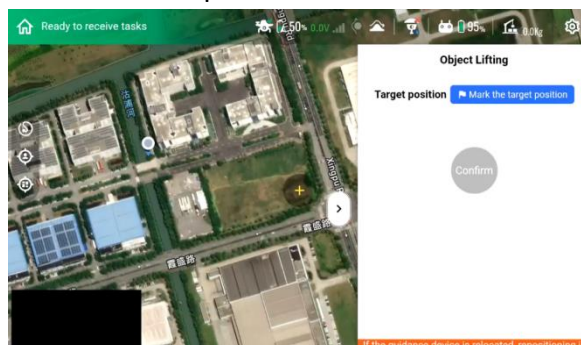 Ready to receive tasks
50%
0.0V
95%
0.0Kg
Object Lifting
Target position
Mark the target position
Confirm
Xingpu
霞盛路
霞盛路
If the guidance device is relocated, repositioning